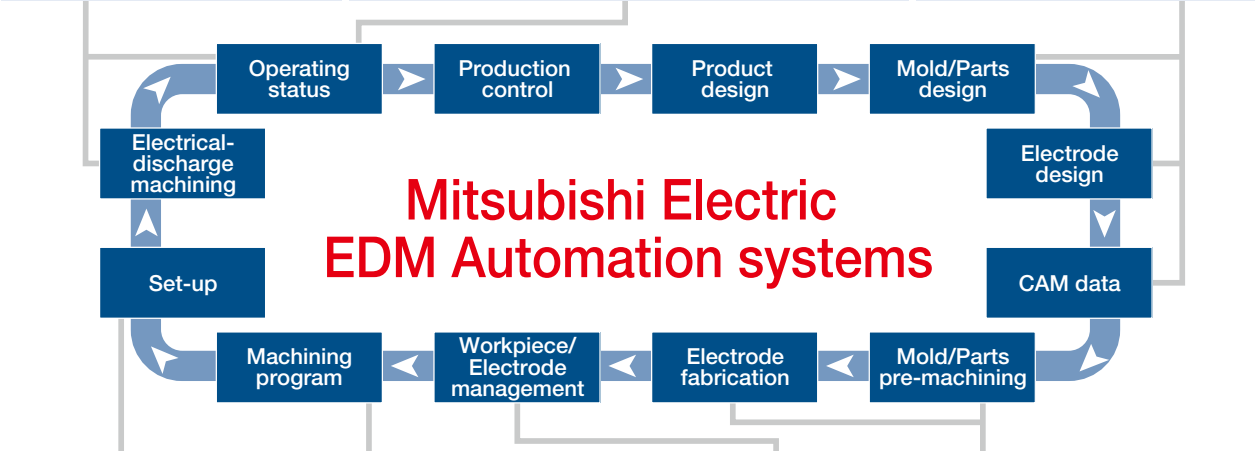 Operating
status
Production
control
Product
design
Mold/Parts
design
Electrical-
discharge
machining
Electrode
design
Mitsubishi Electric
EDM Automation systems
Set-up
CAM data
Machining
program
Workpiece/
Electrode
management
Electrode
fabrication
Mold/Parts
pre-machining